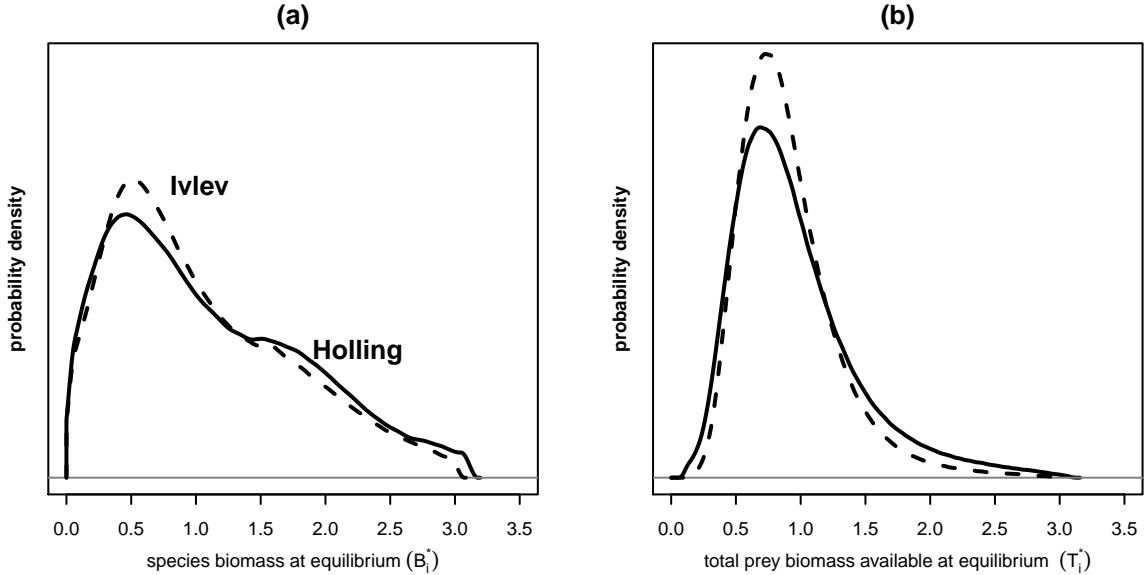 (a)
probability density
Ivlev
Holling
0.0 0.5 1.0 1.5 2.0 2.5 3.0 3.5
species biomass at equilibrium (B*i)
(b)
probability density
0.0 0.5 1.0 1.5 2.0 2.5 3.0 3.5
total prey biomass available at equilibrium (T*i)